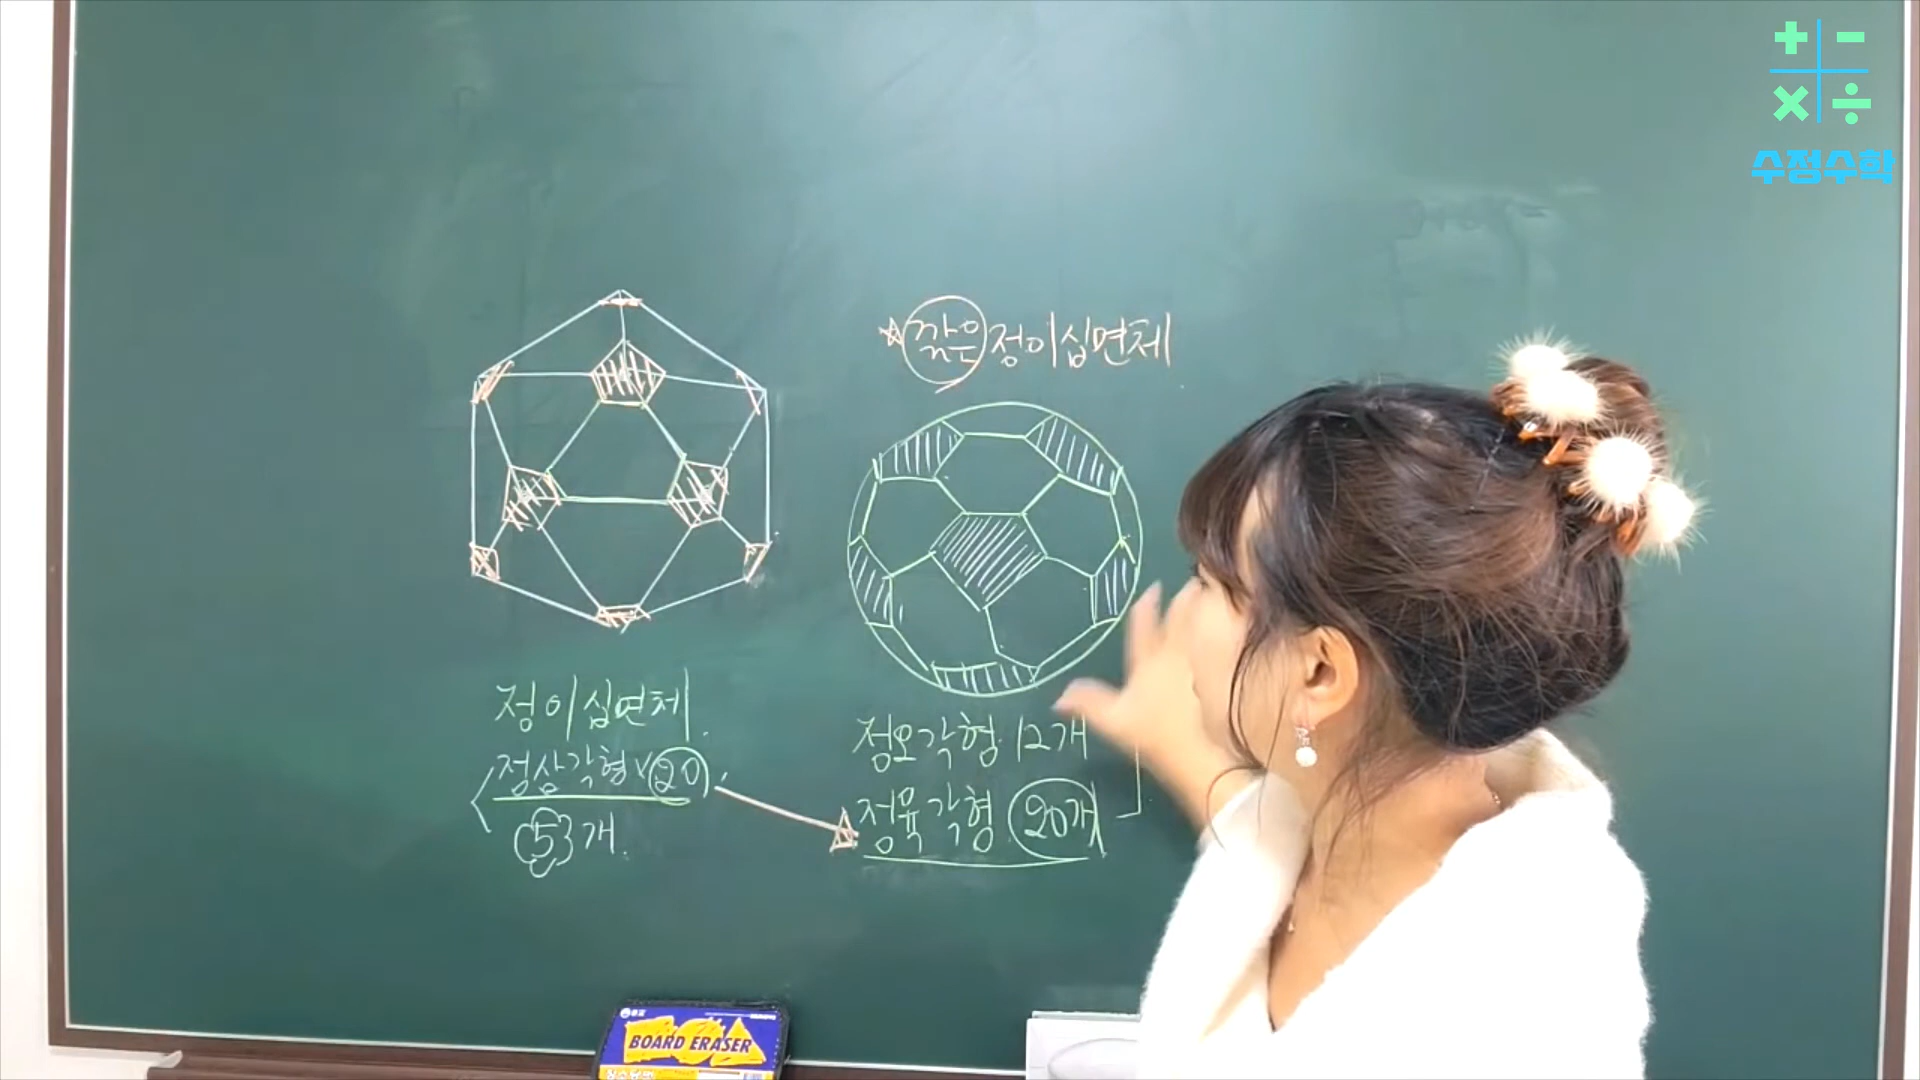 수정수학
☆깎은 정이십면체
정이십면체.
정삼각형×20
5개.
정오각형 12개
정육각형 20개
BOARD ERASER